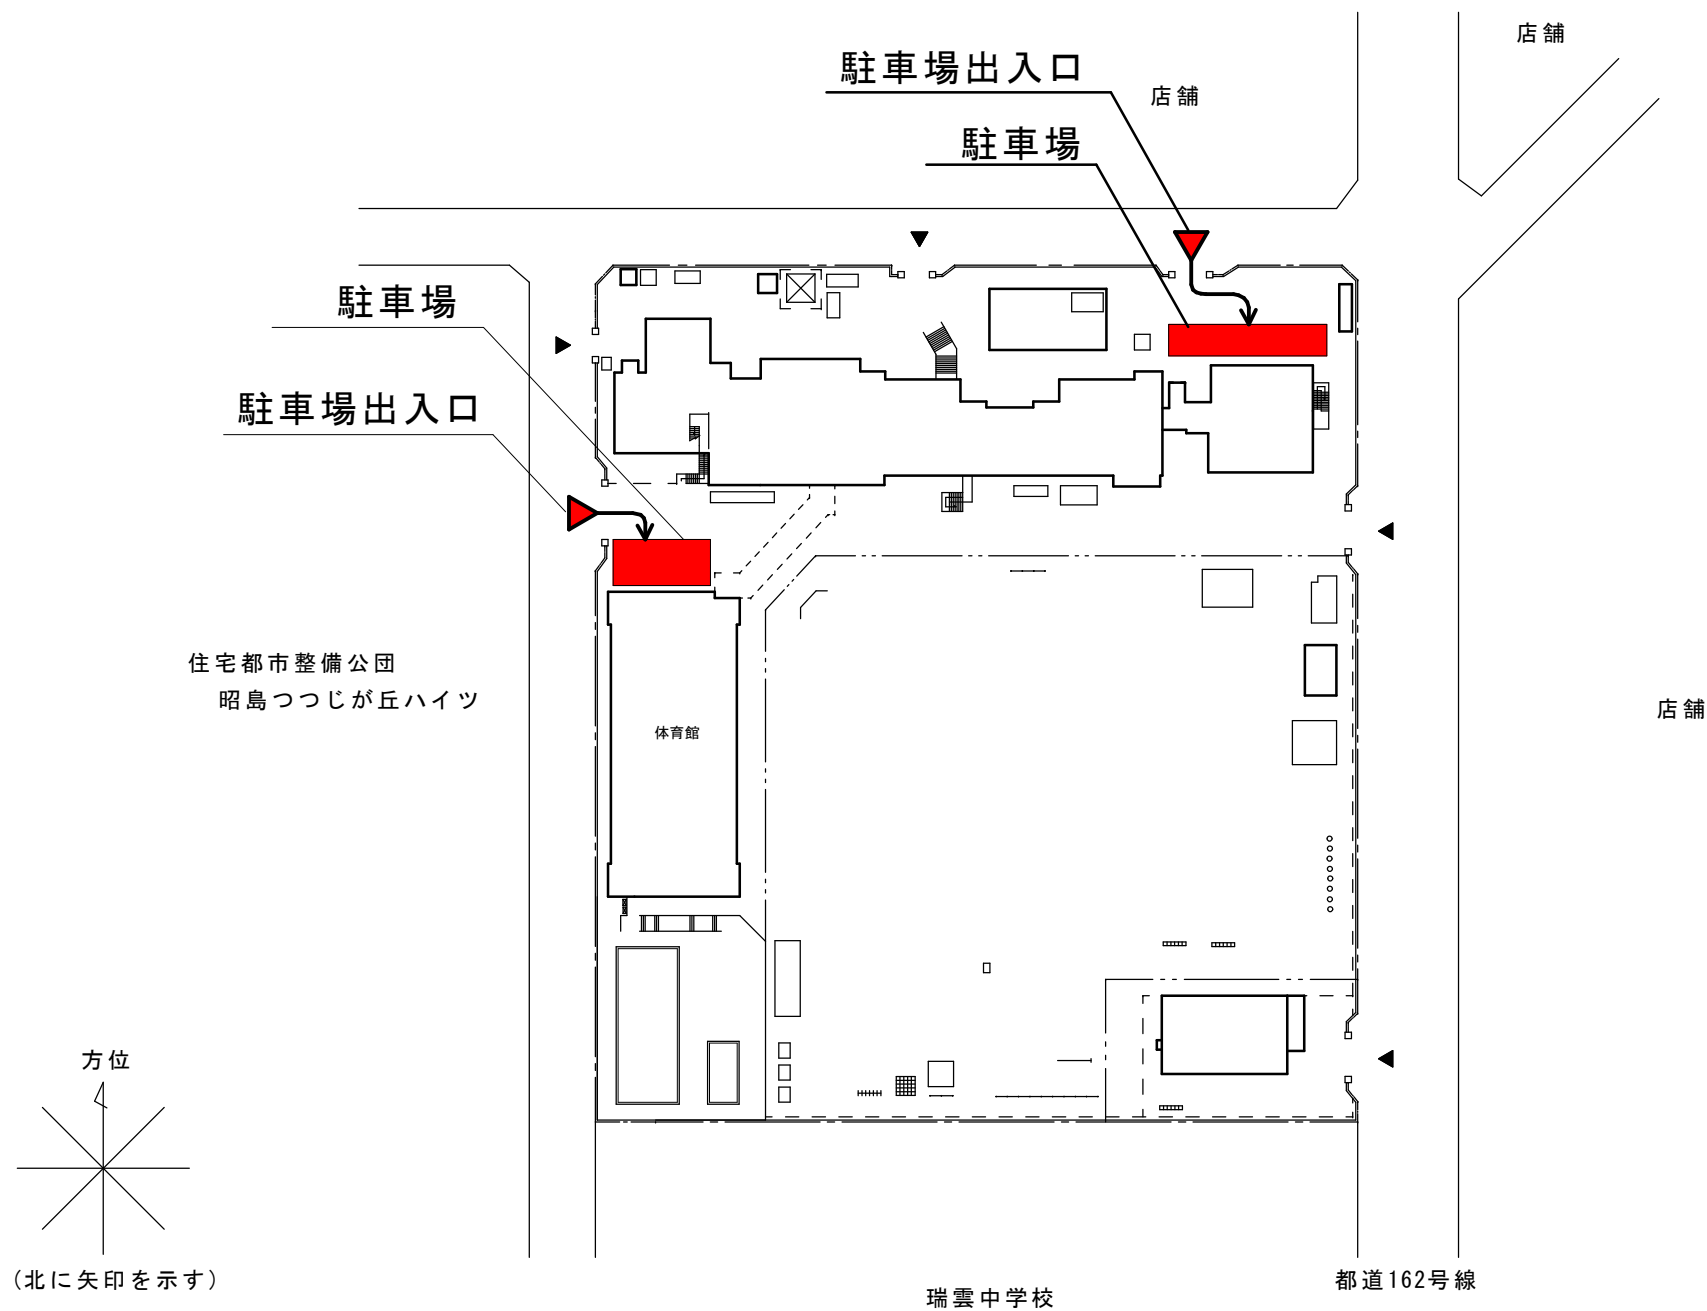 店舗
駐車場出入口
店舗
駐車場
駐車場
駐車場出入口
住宅都市整備公団
昭島つつじが丘ハイツ
店舗
体育館
方位
(北に矢印を示す)
都道162号線
瑞雲中学校